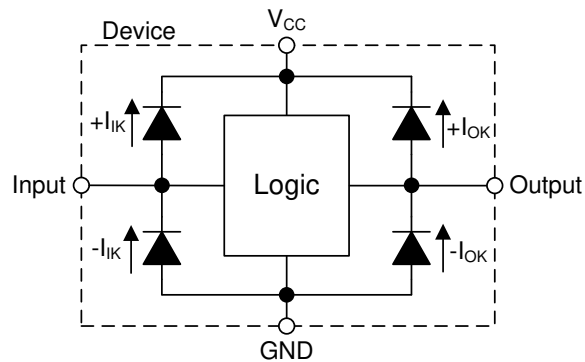 Device
VCC
+IIK
+IOK
Input
Logic
Output
-IIK
-IOK
GND